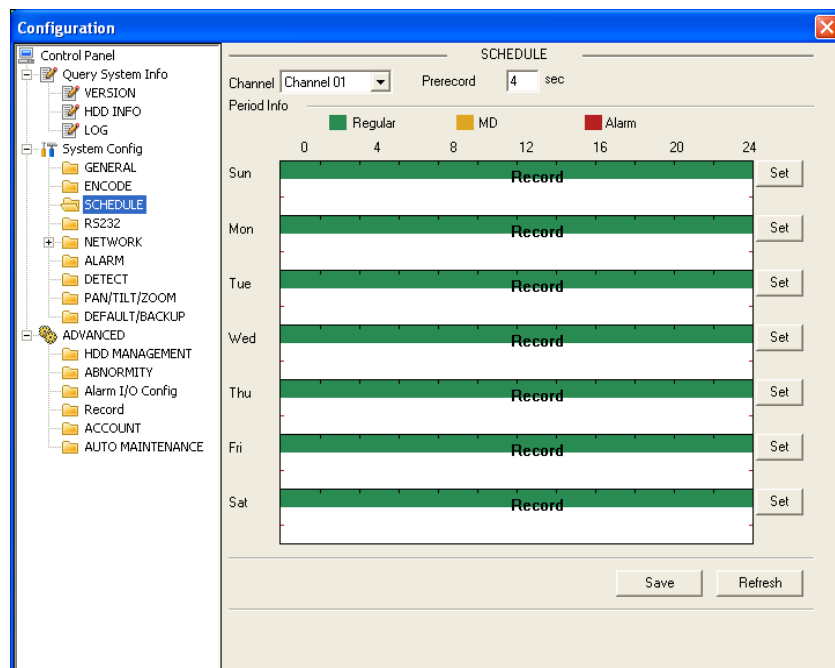 Configuration
Control Panel
Query System Info
VERSION
HDD INFO
LOG
System Config
GENERAL
ENCODE
SCHEDULE
RS232
NETWORK
ALARM
DETECT
PAN/TILT/ZOOM
DEFAULT/BACKUP
ADVANCED
HDD MANAGEMENT
ABNORMITY
Alarm I/O Config
Record
ACCOUNT
AUTO MAINTENANCE
SCHEDULE
Channel Channel 01 Prerecord 4 sec
Period Info
Regular MD Alarm
0 4 8 12 16 20 24
Sun Record Set
Mon Record Set
Tue Record Set
Wed Record Set
Thu Record Set
Fri Record Set
Sat Record Set
Save Refresh